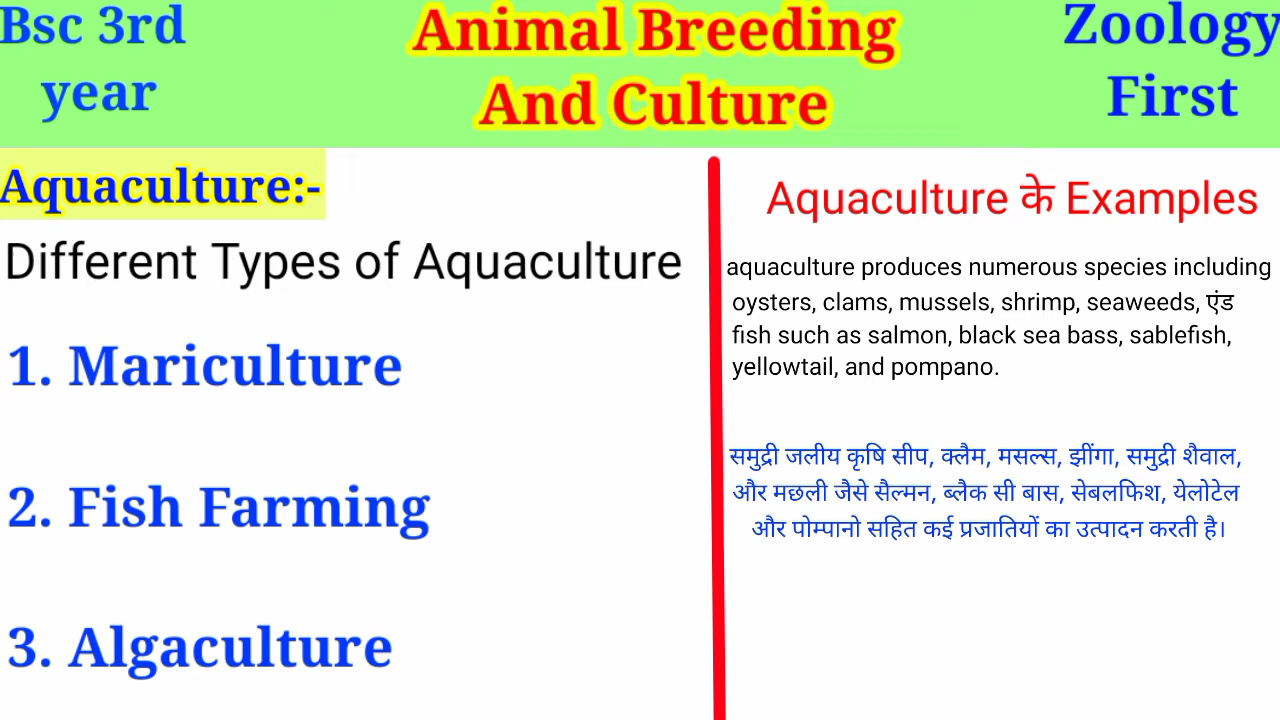 Bsc 3rd
year
Animal Breeding
And Culture
Zoology
First
Aquaculture:-
Different Types of Aquaculture
1. Mariculture
2. Fish Farming
3. Algaculture
Aquaculture के Examples
aquaculture produces numerous species including
oysters, clams, mussels, shrimp, seaweeds, एंड
fish such as salmon, black sea bass, sablefish,
yellowtail, and pompano.
समुद्री जलीय कृषि सीप, क्लैम, मसल्स, झींगा, समुद्री शैवाल,
और मछली जैसे सैल्मन, ब्लैक सी बास, सेबलफिश, येलोटेल
और पोम्पानो सहित कई प्रजातियों का उत्पादन करती है।